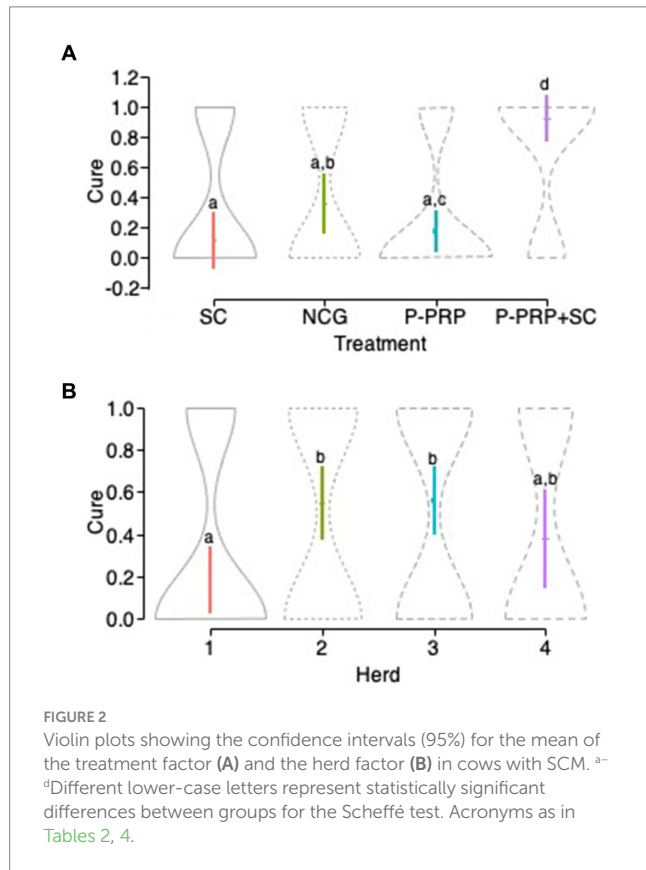 A
1.2
1.0
0.8
0.6
0.4
0.2
0.0
-0.2
Cure
a
a,b
a,c
d
SC NCG P-PRP P-PRP+SC
Treatment
B
1.0
0.8
0.6
0.4
0.2
0.0
Cure
a
b
b
a,b
1 2 3 4
Herd
FIGURE 2
Violin plots showing the confidence intervals (95%) for the mean of
the treatment factor (A) and the herd factor (B) in cows with SCM. a–
dDifferent lower-case letters represent statistically significant
differences between groups for the Scheffé test. Acronyms as in
Tables 2, 4.